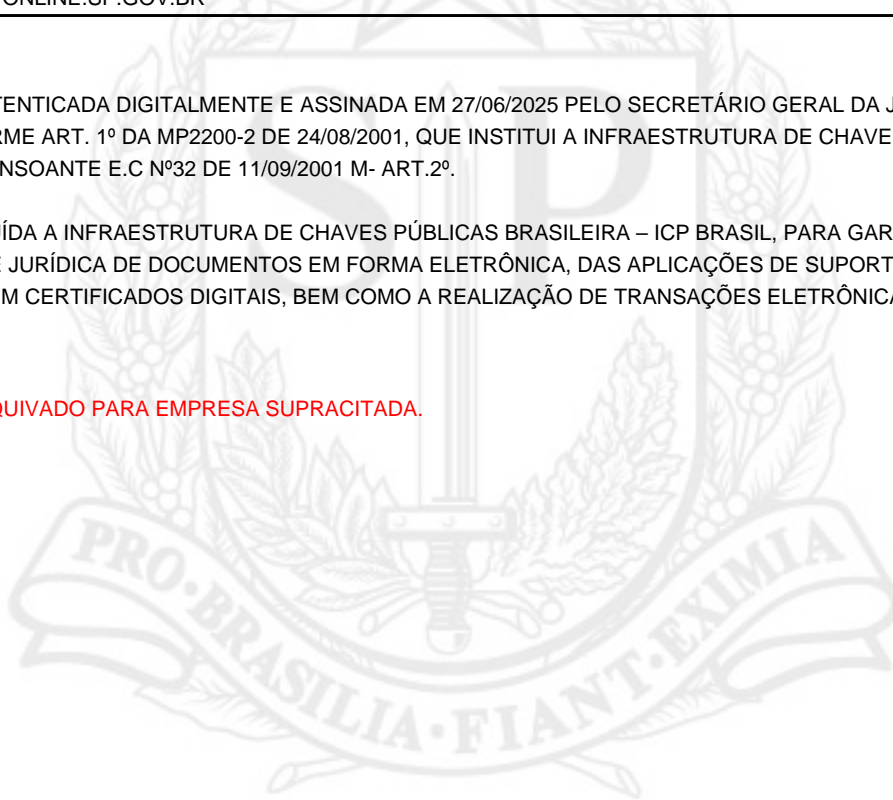 ONLINE.SP.GOV.BR
TENTICADA DIGITALMENTE E ASSINADA EM 27/06/2025 PELO SECRETÁRIO GERAL DA J
RME ART. 1º DA MP2200-2 DE 24/08/2001, QUE INSTITUI A INFRAESTRUTURA DE CHAVE
NSOANTE E.C Nº32 DE 11/09/2001 M- ART.2º.
UÍDA A INFRAESTRUTURA DE CHAVES PÚBLICAS BRASILEIRA – ICP BRASIL, PARA GAR
E JURÍDICA DE DOCUMENTOS EM FORMA ELETRÔNICA, DAS APLICAÇÕES DE SUPORT
M CERTIFICADOS DIGITAIS, BEM COMO A REALIZAÇÃO DE TRANSAÇÕES ELETRÔNICA
QUIVADO PARA EMPRESA SUPRACITADA.
SP
PRO·BRASILIA·FIANT·EXIMIA